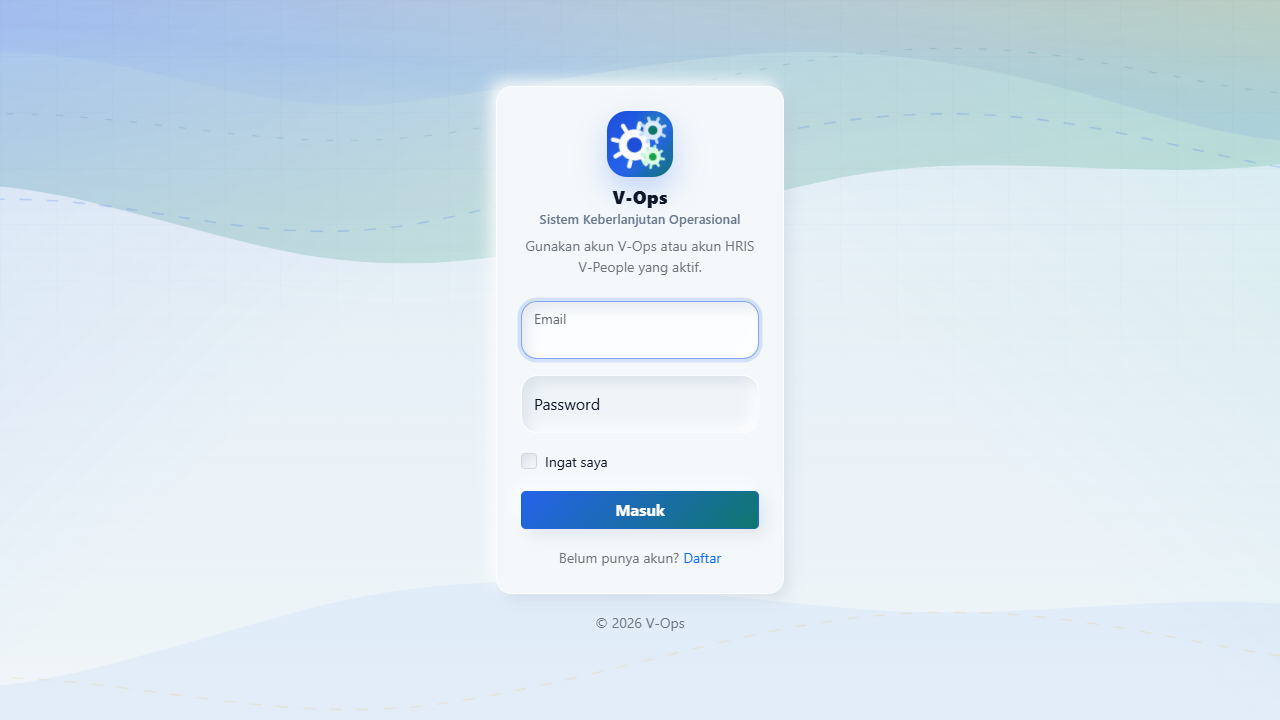 V-Ops
Sistem Keberlanjutan Operasional
Gunakan akun V-Ops atau akun HRIS
V-People yang aktif.
Email
Password
Ingat saya
Masuk
Belum punya akun? Daftar
© 2026 V-Ops